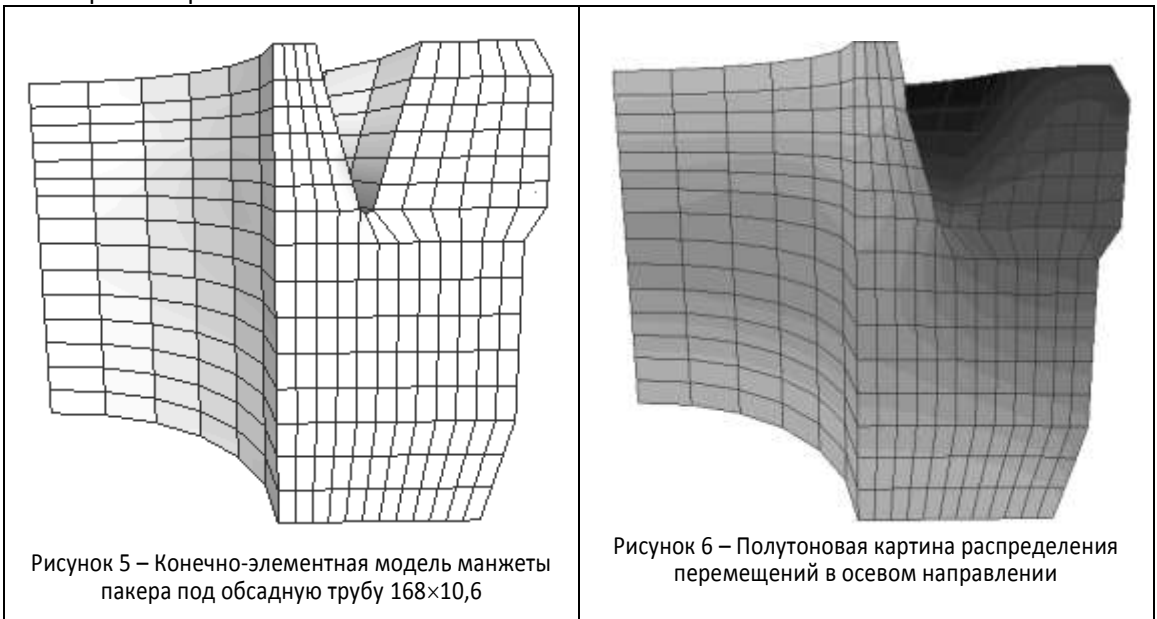 Рисунок 5 – Конечно-элементная модель манжеты
пакера под обсадную трубу 168×10,6
Рисунок 6 – Полутоновая картина распределения
перемещений в осевом направлении